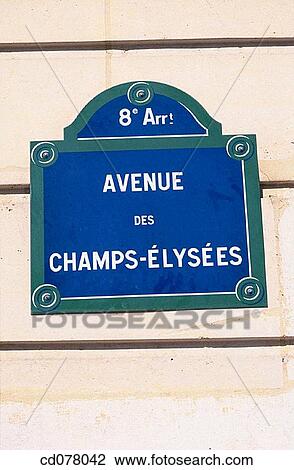 8e Arrt
AVENUE
DES
CHAMPS-ÉLYSÉES
FOTOSEARCH
cd078042 www.fotosearch.com